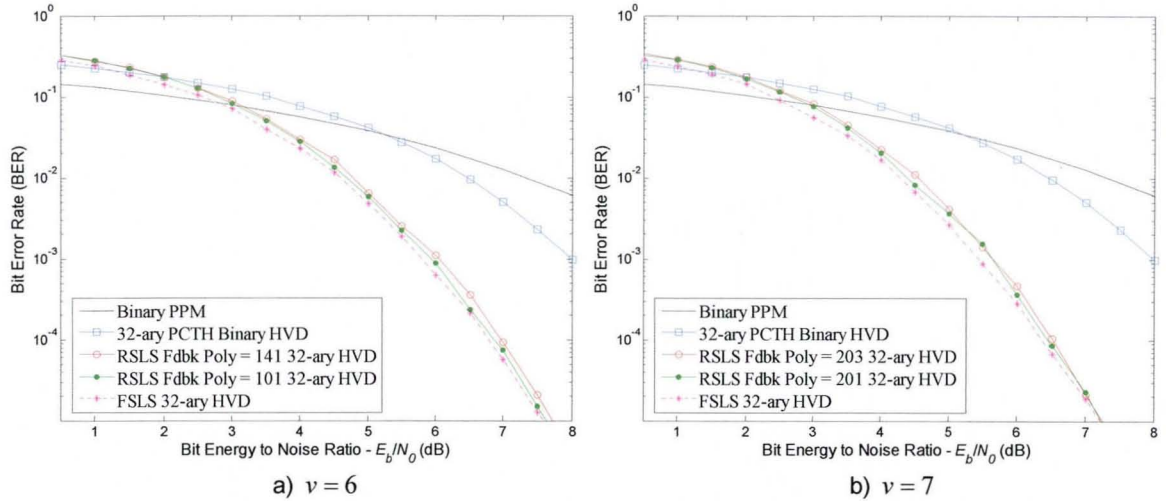 10⁰
10⁻¹
10⁻²
10⁻³
10⁻⁴
Bit Error Rate (BER)
Binary PPM
32-ary PCTH Binary HVD
RSLS Fdbk Poly = 141 32-ary HVD
RSLS Fdbk Poly = 101 32-ary HVD
FSLS 32-ary HVD
1 2 3 4 5 6 7 8
Bit Energy to Noise Ratio - E_b/N_0 (dB)
a) v = 6
10⁰
10⁻¹
10⁻²
10⁻³
10⁻⁴
Bit Error Rate (BER)
Binary PPM
32-ary PCTH Binary HVD
RSLS Fdbk Poly = 203 32-ary HVD
RSLS Fdbk Poly = 201 32-ary HVD
FSLS 32-ary HVD
1 2 3 4 5 6 7 8
Bit Energy to Noise Ratio - E_b/N_0 (dB)
b) v = 7